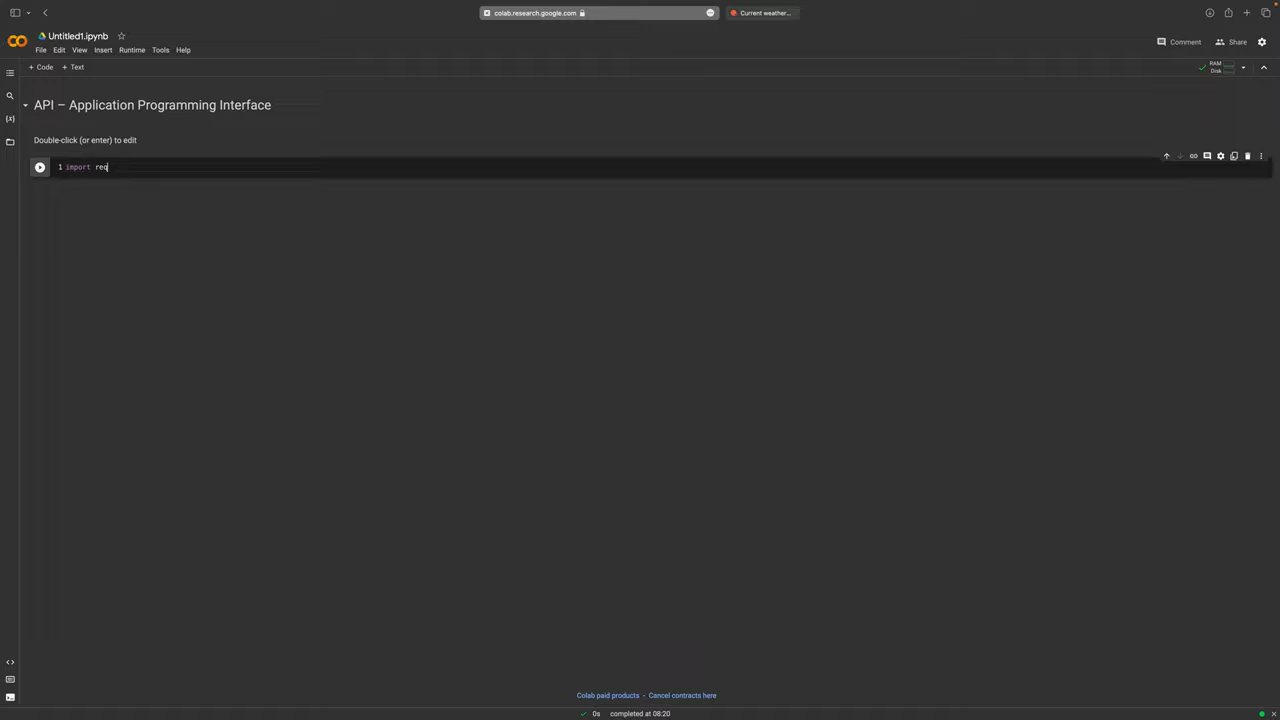 colab.research.google.com
Current weather...
Untitled1.ipynb
File Edit View Insert Runtime Tools Help
Comment
Share
+ Code + Text
RAM
Disk
API – Application Programming Interface
Double-click (or enter) to edit
1 import req
Colab paid products - Cancel contracts here
0s completed at 08:20